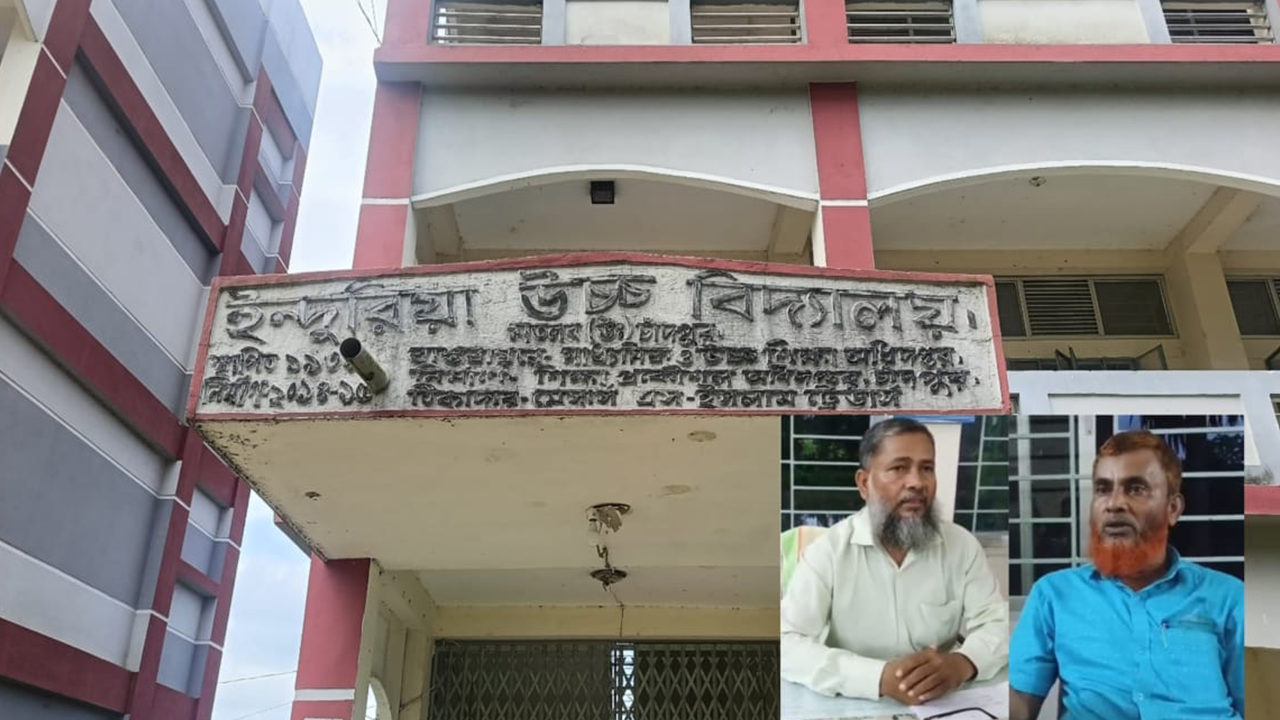 ইন্দুরিয়া উচ্চ বিদ্যালয়।
মতলব (উঃ) চাঁদপুর,
স্থাপিত ১৯৩
নির্মাণ-২০১৪-১৫
বাস্তবায়নে- মাধ্যমিক ও উচ্চ শিক্ষা অধিদপ্তর,
শিক্ষা প্রকৌশল অধিদপ্তর, চাঁদপুর,
ঠিকাদার-মেসার্স এস-ইসলাম ট্রেডার্স